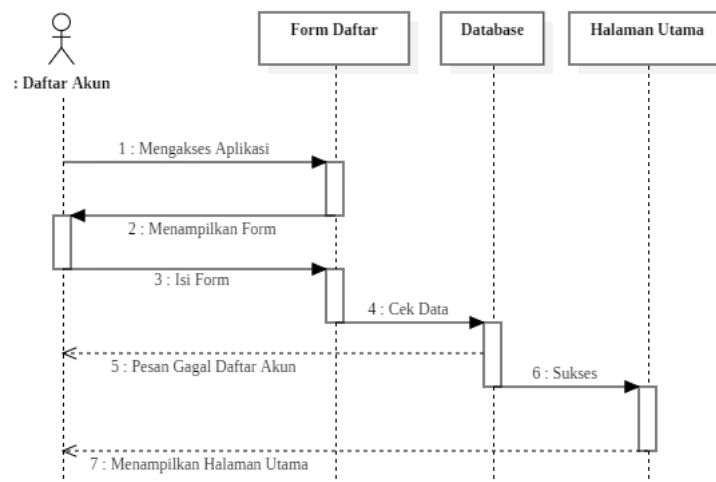 Form Daftar
Database
Halaman Utama
: Daftar Akun
1 : Mengakses Aplikasi
2 : Menampilkan Form
3 : Isi Form
4 : Cek Data
5 : Pesan Gagal Daftar Akun
6 : Sukses
7 : Menampilkan Halaman Utama